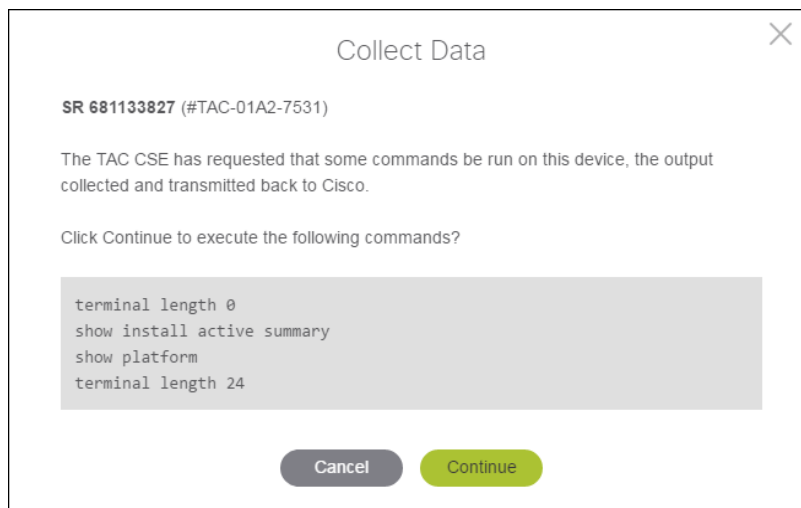 Collect Data
SR 681133827 (#TAC-01A2-7531)
The TAC CSE has requested that some commands be run on this device, the output
collected and transmitted back to Cisco.
Click Continue to execute the following commands?
terminal length 0
show install active summary
show platform
terminal length 24
Cancel
Continue